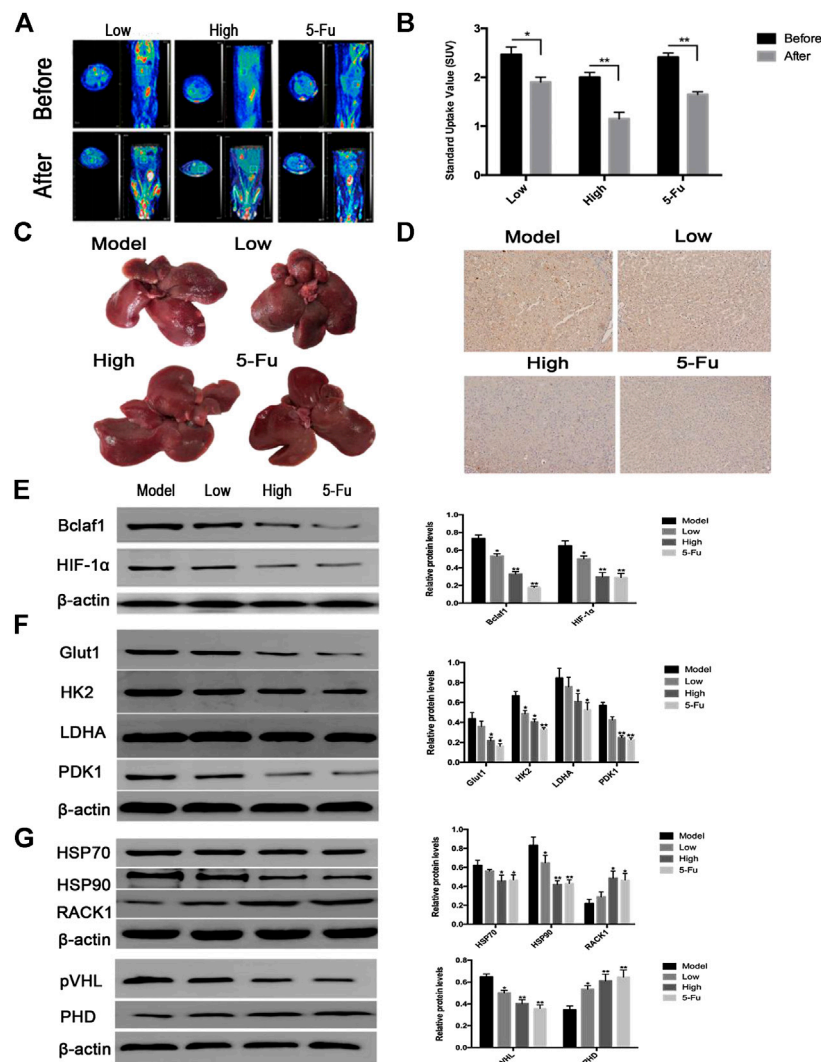 A
Low High 5-Fu
Before
After
B
Standard Uptake Value (SUV)
3
2
1
0
* ** **
Low High 5-Fu
Before
After
C
Model Low
High 5-Fu
D
Model Low
High 5-Fu
E
Model Low High 5-Fu
Bclaf1
HIF-1α
β-actin
Relative protein levels
1.0
0.8
0.6
0.4
0.2
0.0
* ** ** * ** **
Bclaf1 HIF-1α
Model
Low
High
5-Fu
F
Glut1
HK2
LDHA
PDK1
β-actin
Relative protein levels
1.0
0.8
0.6
0.4
0.2
0.0
* * * * ** * * ** **
Glut1 HK2 LDHA PDK1
Model
Low
High
5-Fu
G
HSP70
HSP90
RACK1
β-actin
Relative protein levels
1.0
0.8
0.6
0.4
0.2
0.0
* * * ** ** * *
HSP70 HSP90 RACK1
Model
Low
High
5-Fu
pVHL
PHD
β-actin
Relative protein levels
0.8
0.6
0.4
0.2
0.0
* ** ** * ** **
VHL PHD
Model
Low
High
5-Fu